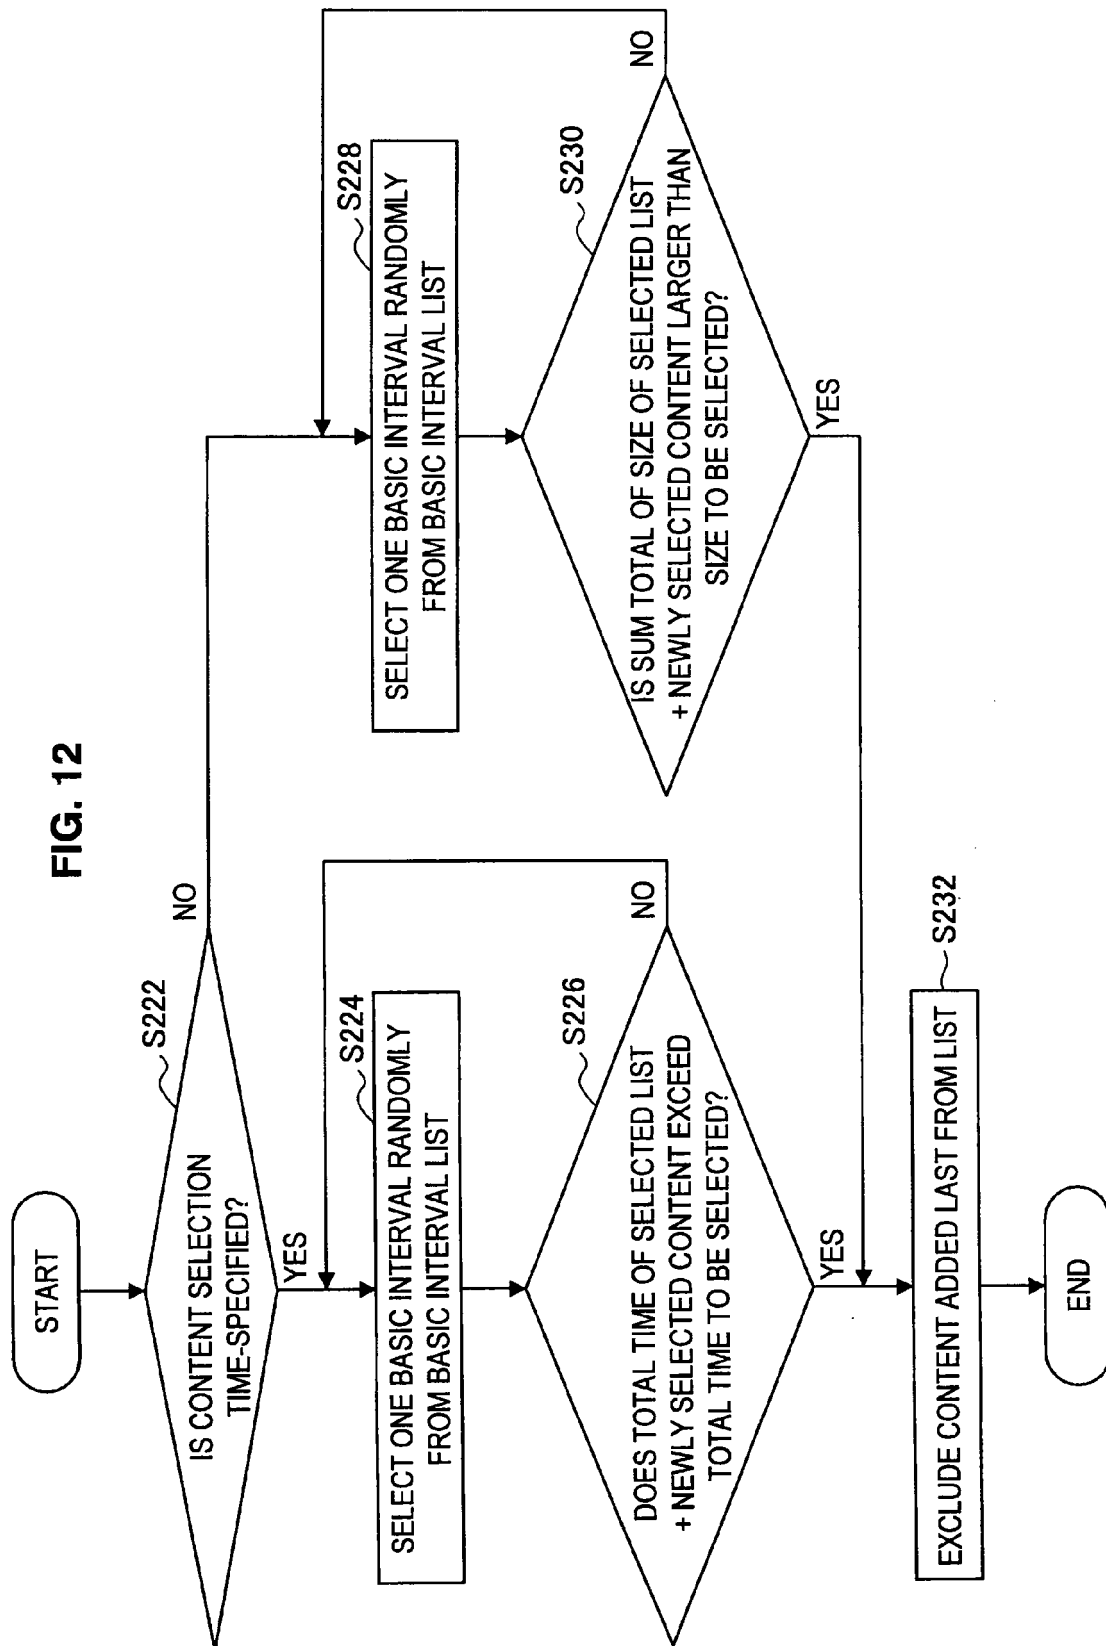 FIG. 12
START
IS CONTENT SELECTION
TIME-SPECIFIED?
S222
NO
YES
SELECT ONE BASIC INTERVAL RANDOMLY
FROM BASIC INTERVAL LIST
S224
DOES TOTAL TIME OF SELECTED LIST
+ NEWLY SELECTED CONTENT EXCEED
TOTAL TIME TO BE SELECTED?
S226
NO
YES
SELECT ONE BASIC INTERVAL RANDOMLY
FROM BASIC INTERVAL LIST
S228
IS SUM TOTAL OF SIZE OF SELECTED LIST
+ NEWLY SELECTED CONTENT LARGER THAN
SIZE TO BE SELECTED?
S230
NO
YES
EXCLUDE CONTENT ADDED LAST FROM LIST
S232
END